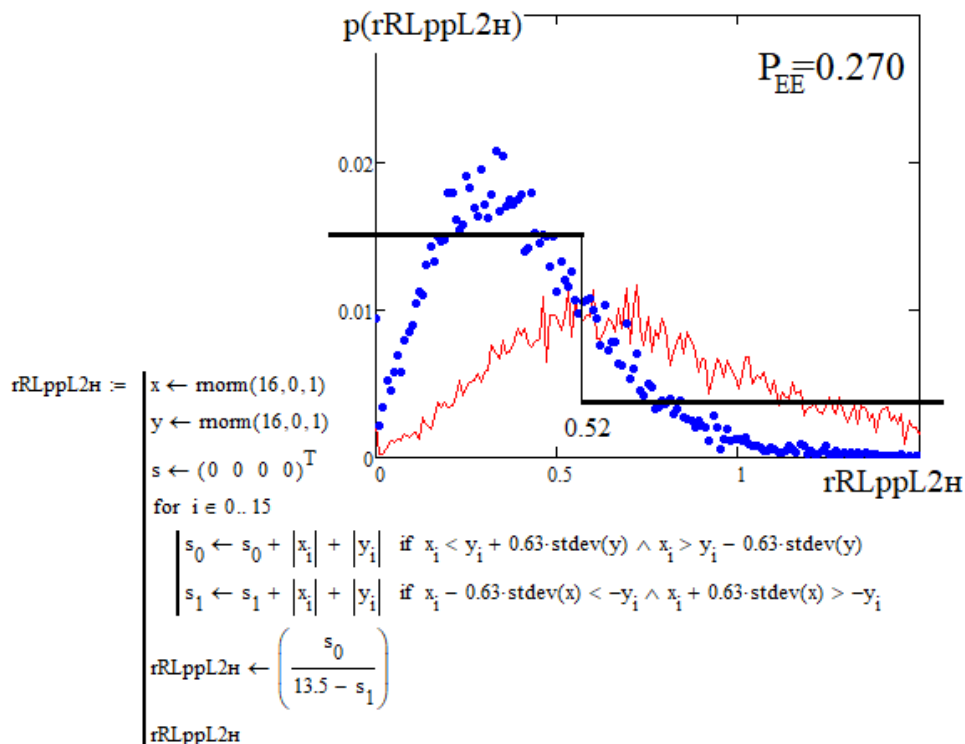 p(rRLppL2н)
P_EE=0.270
0.02
0.01
0
0
0.5
1
0.52
rRLppL2н
rRLppL2н :=
x ← rnorm(16,0,1)
y ← rnorm(16,0,1)
s ← (0 0 0 0)^T
for i ∈ 0.. 15
s_0 ← s_0 + |x_i| + |y_i| if x_i < y_i + 0.63·stdev(y) ∧ x_i > y_i − 0.63·stdev(y)
s_1 ← s_1 + |x_i| + |y_i| if x_i − 0.63·stdev(x) < −y_i ∧ x_i + 0.63·stdev(x) > −y_i
rRLppL2н ← (s_0 / (13.5 − s_1))
rRLppL2н